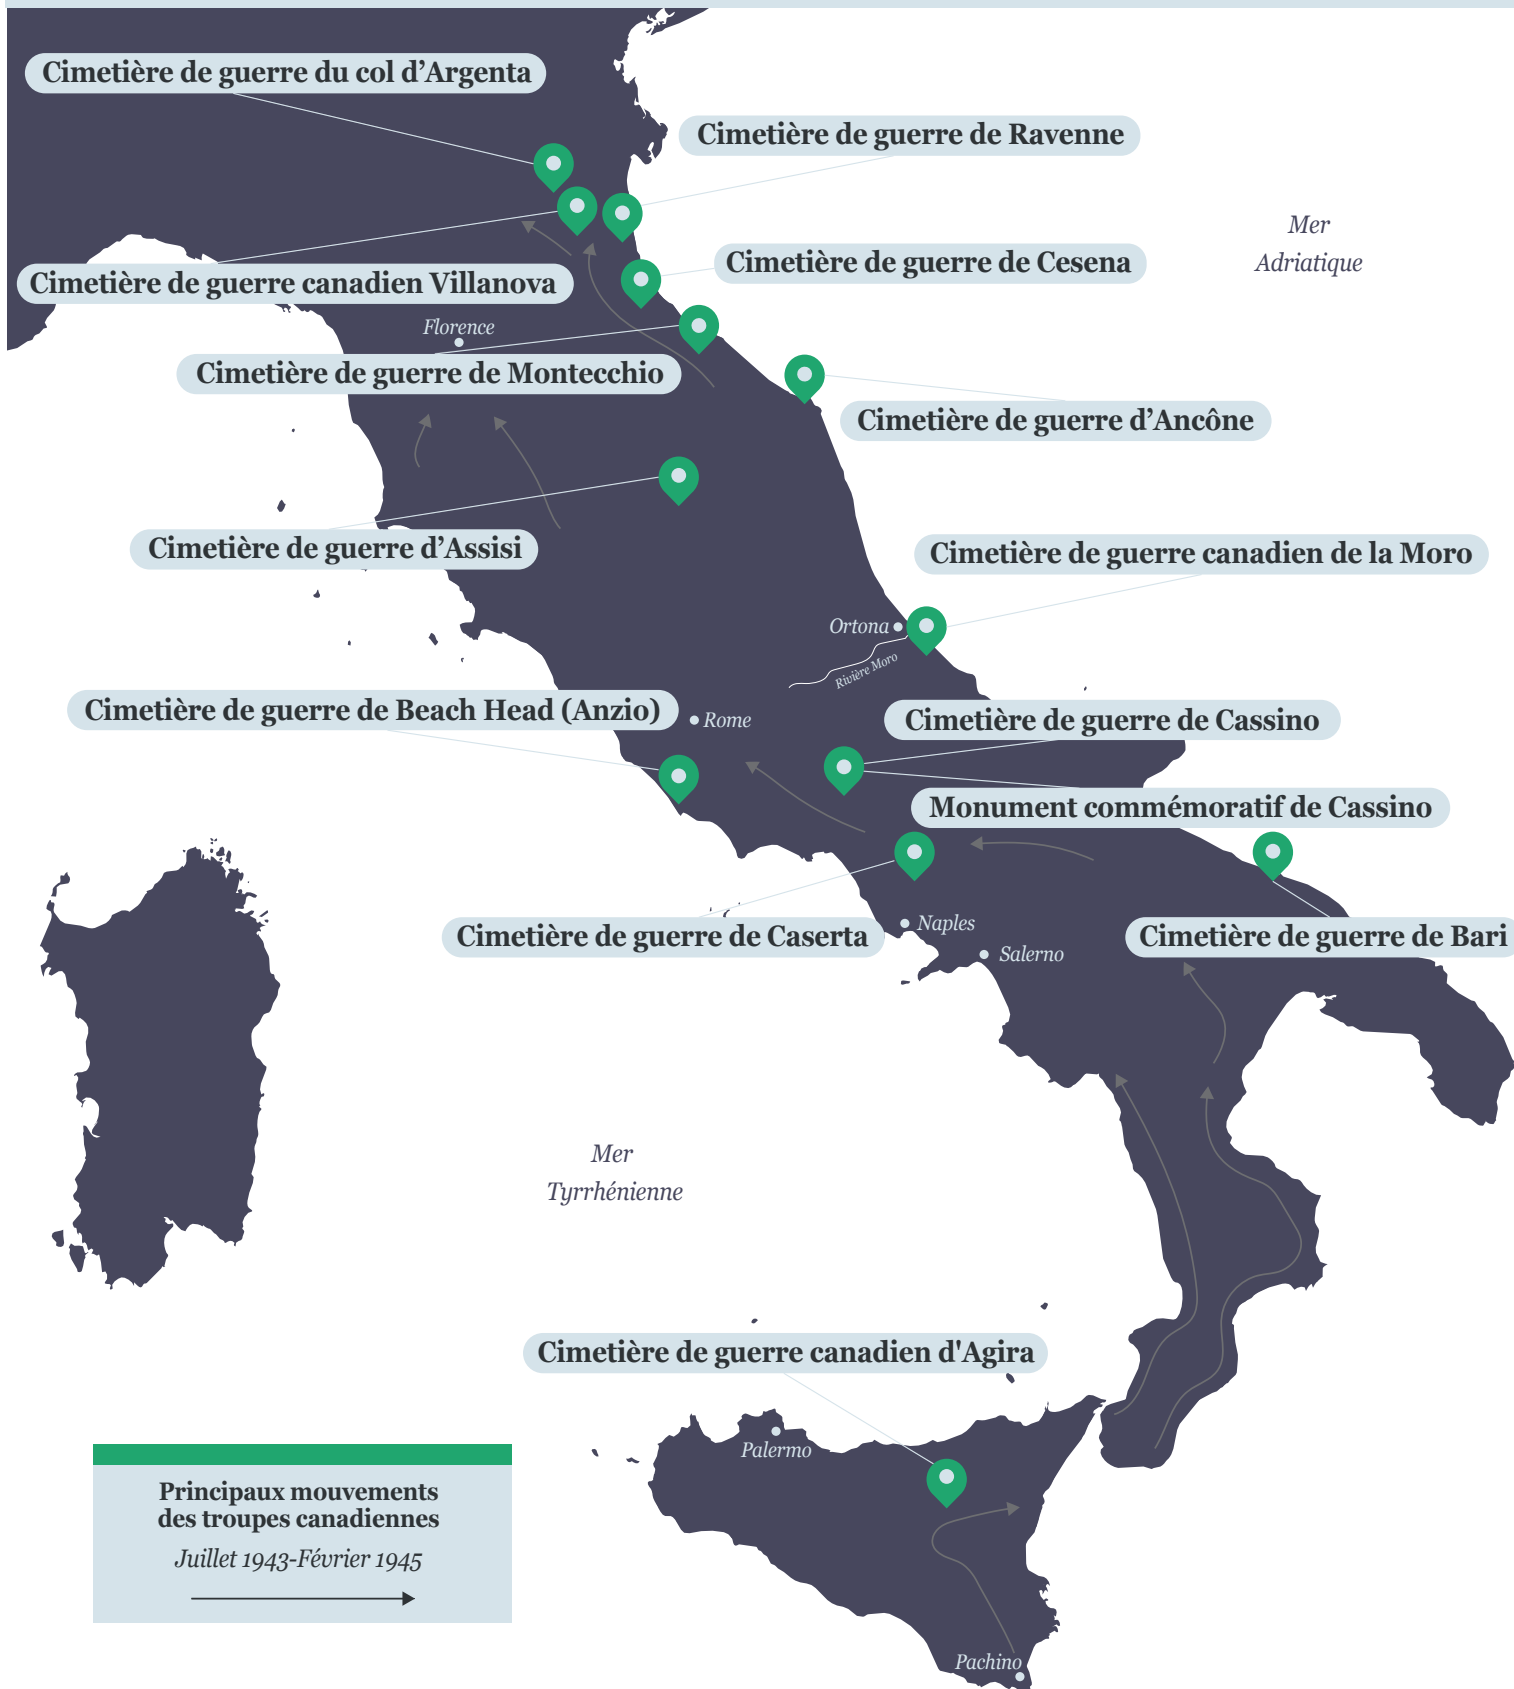 Cimetière de guerre du col d’Argenta
Cimetière de guerre de Ravenne
Mer
Adriatique
Cimetière de guerre de Cesena
Cimetière de guerre canadien Villanova
Florence
Cimetière de guerre de Montecchio
Cimetière de guerre d’Ancône
Cimetière de guerre d’Assisi
Cimetière de guerre canadien de la Moro
Ortona
Rivière Moro
Cimetière de guerre de Beach Head (Anzio)
Rome
Cimetière de guerre de Cassino
Monument commémoratif de Cassino
Cimetière de guerre de Caserta
Naples
Cimetière de guerre de Bari
Salerno
Mer
Tyrrhénienne
Cimetière de guerre canadien d'Agira
Palermo
Principaux mouvements
des troupes canadiennes
Juillet 1943-Février 1945
Pachino